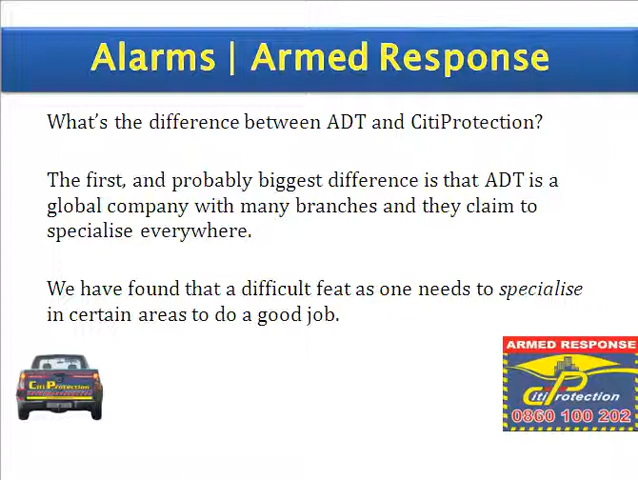 Alarms | Armed Response
What's the difference between ADT and CitiProtection?
The first, and probably biggest difference is that ADT is a
global company with many branches and they claim to
specialise everywhere.
We have found that a difficult feat as one needs to specialise
in certain areas to do a good job.
CitiProtection
ARMED RESPONSE
CitiProtection
0860 100 202